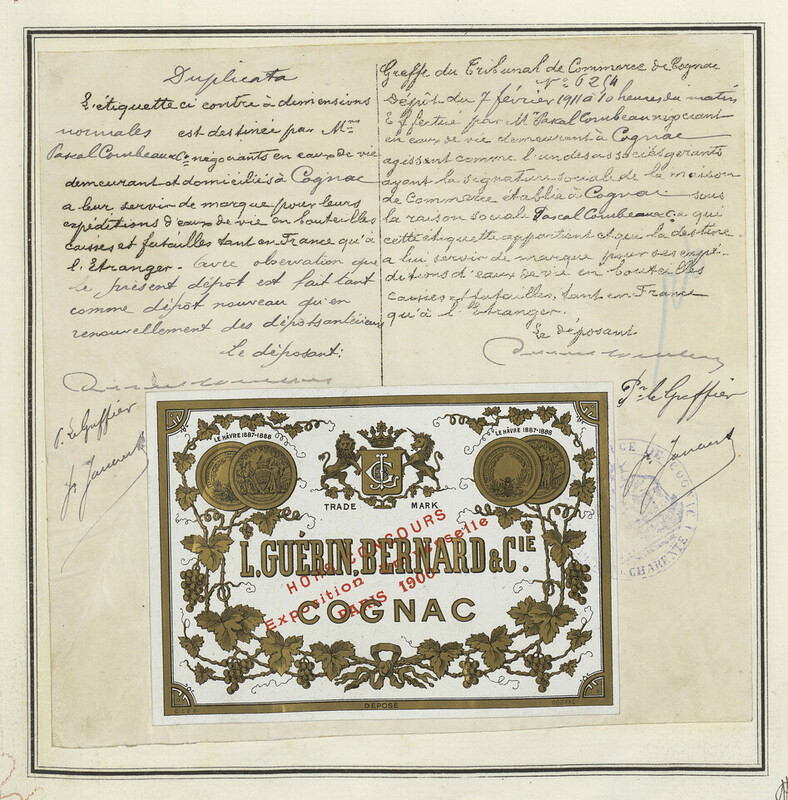 Duplicata
L'étiquette ci contre à dimensions
normales est destinée par Mrs
Pascal Combeau & Cie négociants en eaux de vie
demeurant et domiciliés à Cognac
a leur servir de marque pour leurs
expéditions d'eaux de vie en bouteilles
caisses et futailles tant en France qu'à
l'Etranger - avec observation que
le présent dépôt est fait tant
comme dépôt nouveau qu'en
renouvellement des dépôts antérieurs
Le déposant:
P. le Greffier
Greffe du Tribunal de Commerce de Cognac
No 6254
Dépôt du 7 février 1911 à 10 heures du matin
Effectué par M. Pascal Combeau négociant
en eaux de vie demeurant à Cognac
agissant comme l'un des associés gérants
ayant la signature sociale de la maison
de Commerce établie à Cognac sous
la raison sociale Pascal Combeau & Co à qui
cette étiquette appartient et qui la destine
a lui servir de marque pour ses expé-
ditions d'eaux de vie en bouteilles
caisses et futailles, tant en France
qu'à l'Etranger.
Le déposant
Pr le Greffier
LE HÂVRE 1887-1888
LE HÂVRE 1887-1888
TRADE MARK
L. GUÉRIN, BERNARD & CIE.
HORS CONCOURS
Exposition Universelle
PARIS 1900
COGNAC
DÉPOSÉ
COGNAC
CHARENTE